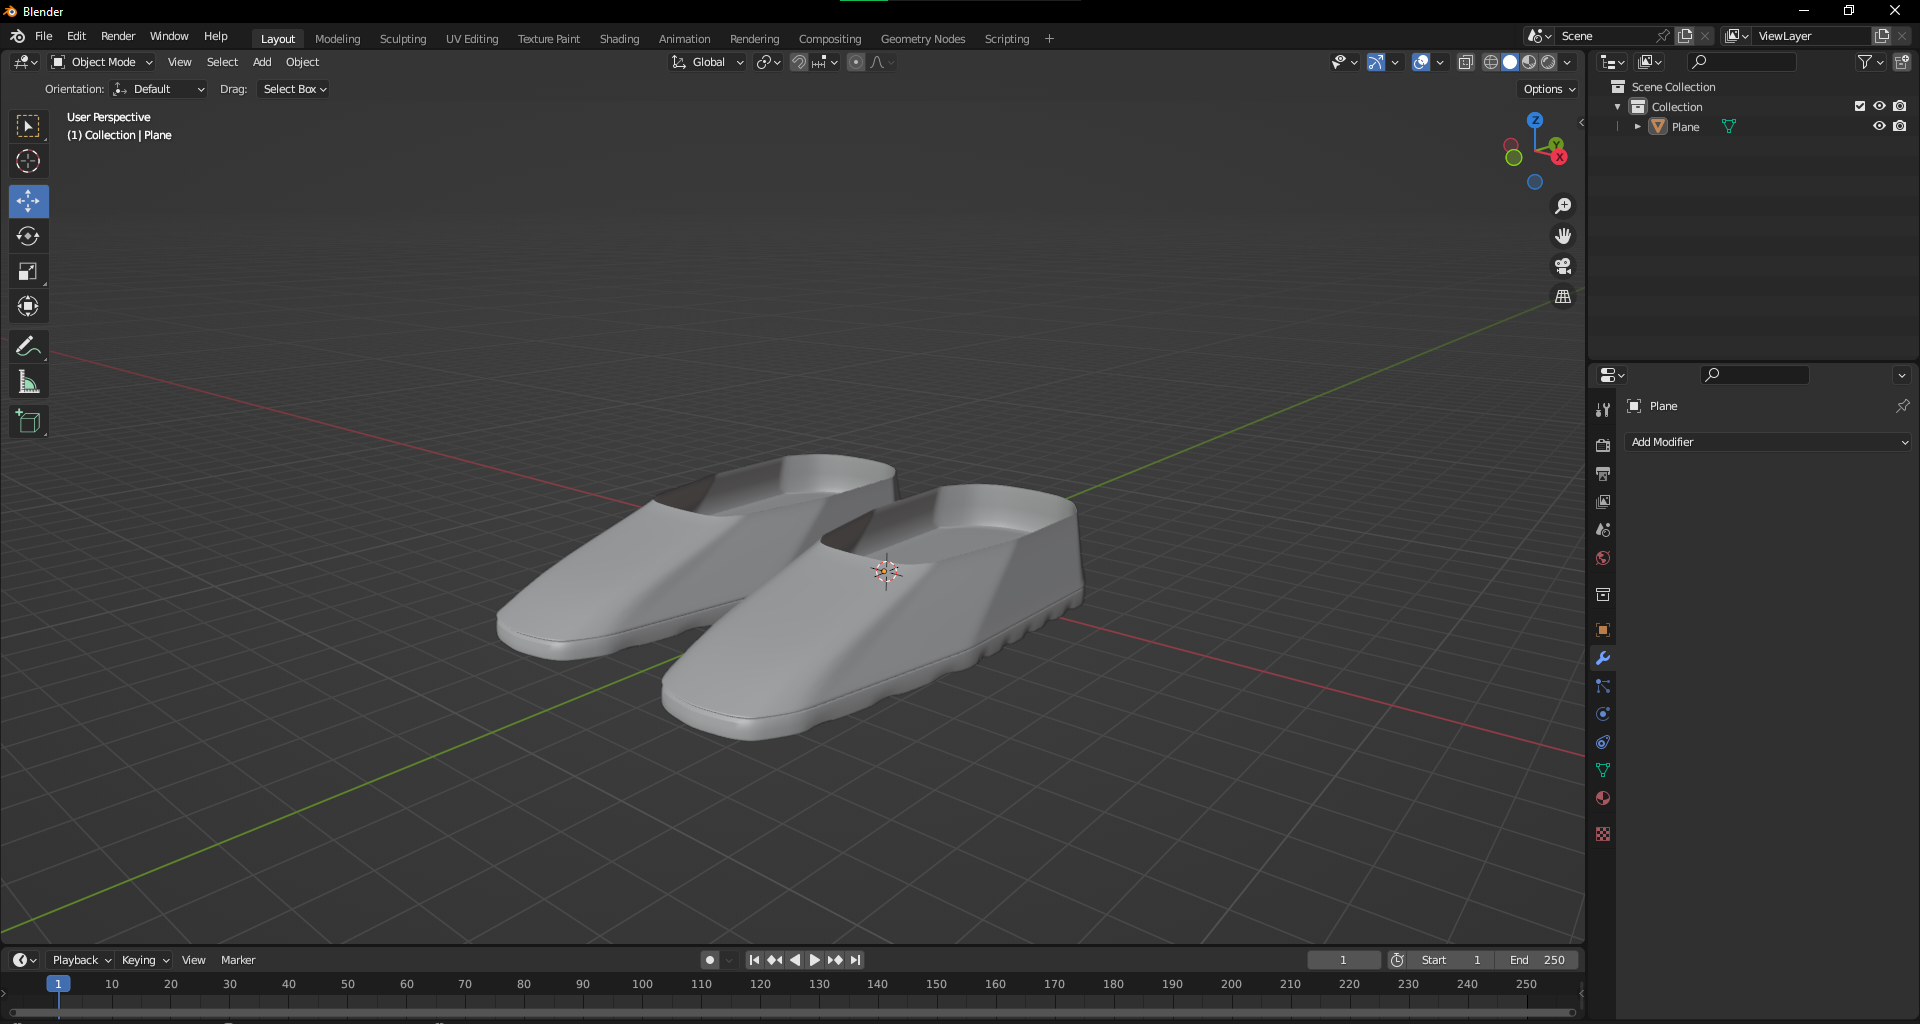 Blender
File Edit Render Window Help Layout Modeling Sculpting UV Editing Texture Paint Shading Animation Rendering Compositing Geometry Nodes Scripting + Scene ViewLayer
Object Mode View Select Add Object Global
Orientation: Default Drag: Select Box Options
User Perspective
(1) Collection | Plane
Z
Y
X
Scene Collection
Collection
Plane
Plane
Add Modifier
Playback Keying View Marker 1 Start 1 End 250
1 10 20 30 40 50 60 70 80 90 100 110 120 130 140 150 160 170 180 190 200 210 220 230 240 250